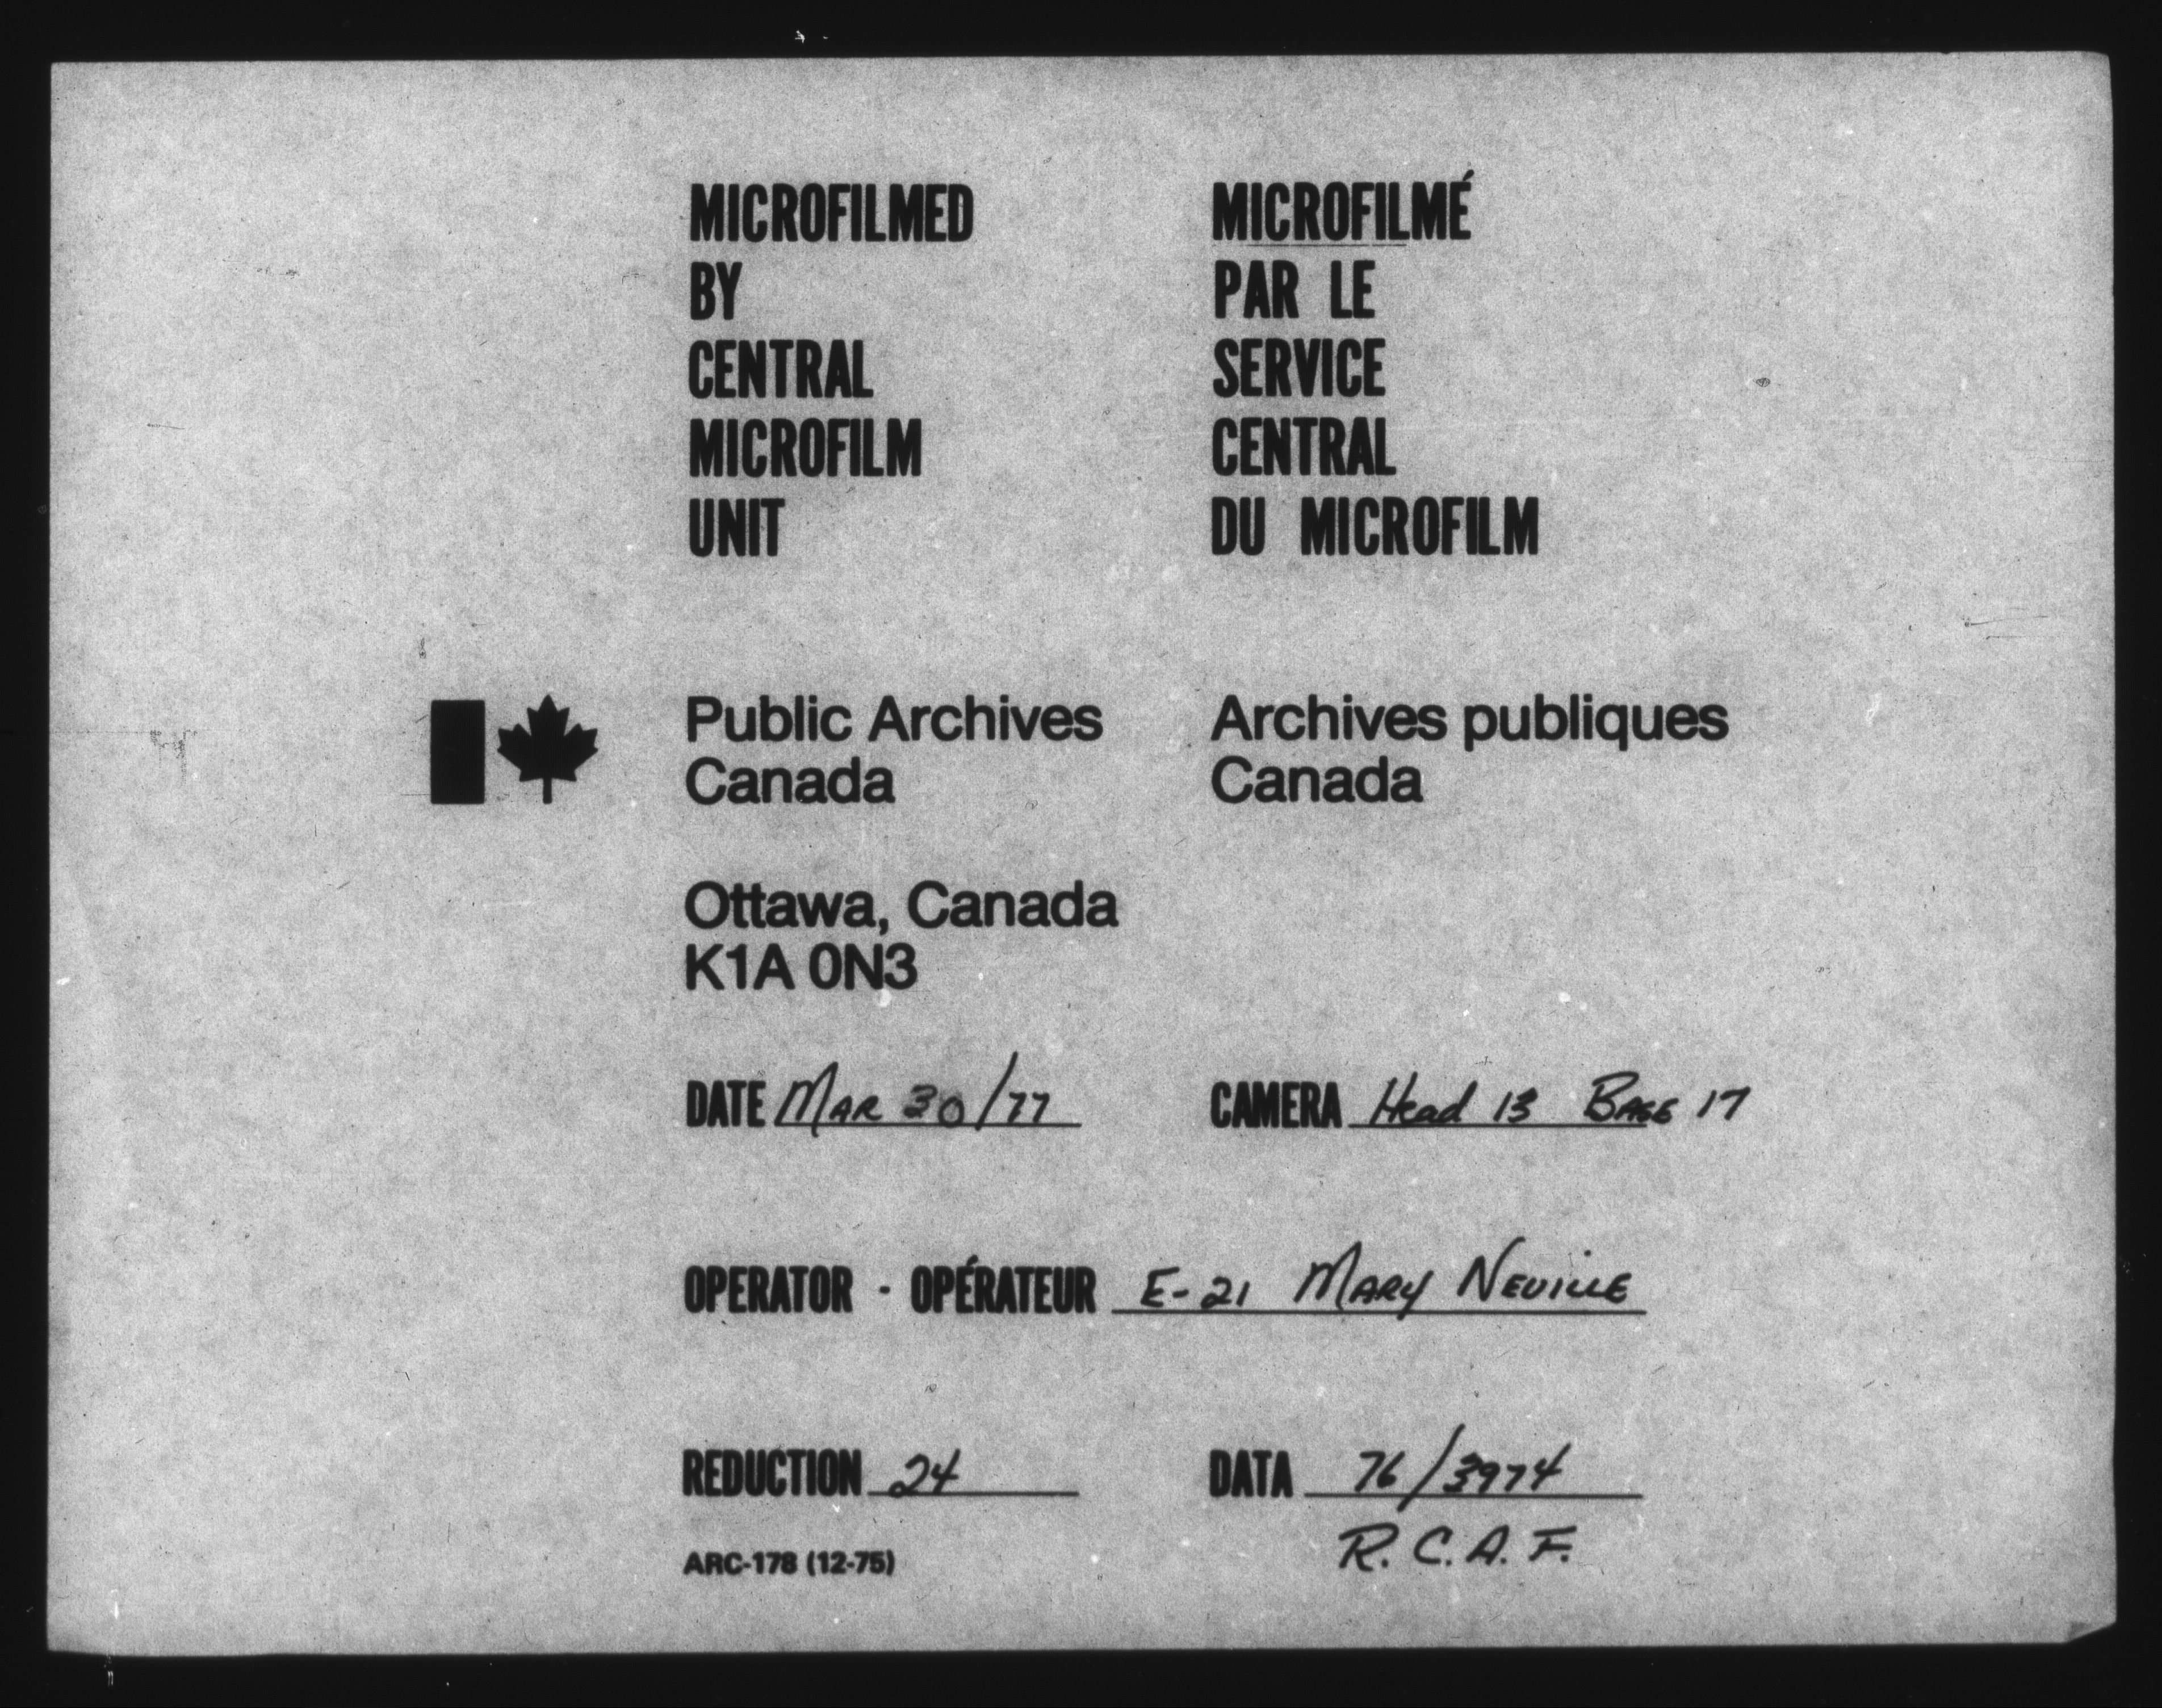 MICROFILMED
BY
CENTRAL
MICROFILM
UNIT
MICROFILMÉ
PAR LE
SERVICE
CENTRAL
DU MICROFILM
Public Archives
Canada
Archives publiques
Canada
Ottawa, Canada
K1A 0N3
DATE MAR 30/77
CAMERA Head 13 BASE 17
OPERATOR - OPÉRATEUR E-21 MARY NEVILLE
REDUCTION 24
DATA 76/3974
R.C.A.F.
ARC-178 (12-75)